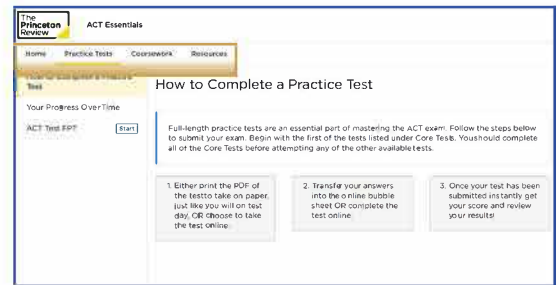 The
Princeton
Review
ACT Essentials
Home Practice Tests Coursework Resources
How to Complete a Practice
Test
Your Progress Over Time
ACT Test FPT Start
How to Complete a Practice Test
Full-length practice tests are an essential part of mastering the ACT exam. Follow the steps below
to submit your exam. Begin with the first of the tests listed under Core Tests. Youshould complete
all of the Core Tests before attempting any of the other available tests.
1. Either print the PDF of
the testto take on paper,
just like you will on test
day, OR choose to take
the test online.
2. Transfer your answers
into the online bubble
sheet OR complete the
test online.
3. Once your test has been
submitted instantly get
your score and review
your results!